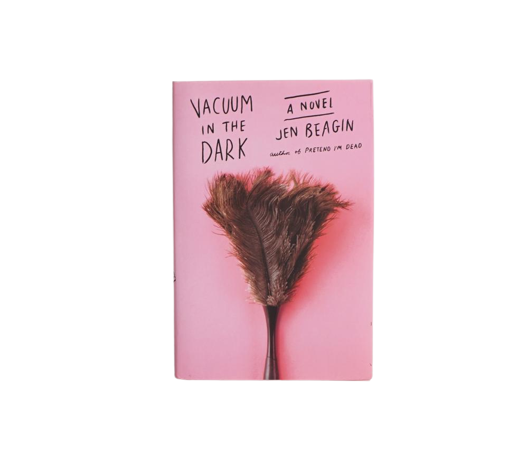 VACUUM
IN THE
DARK
A NOVEL
JEN BEAGIN
author of PRETEND I'M DEAD